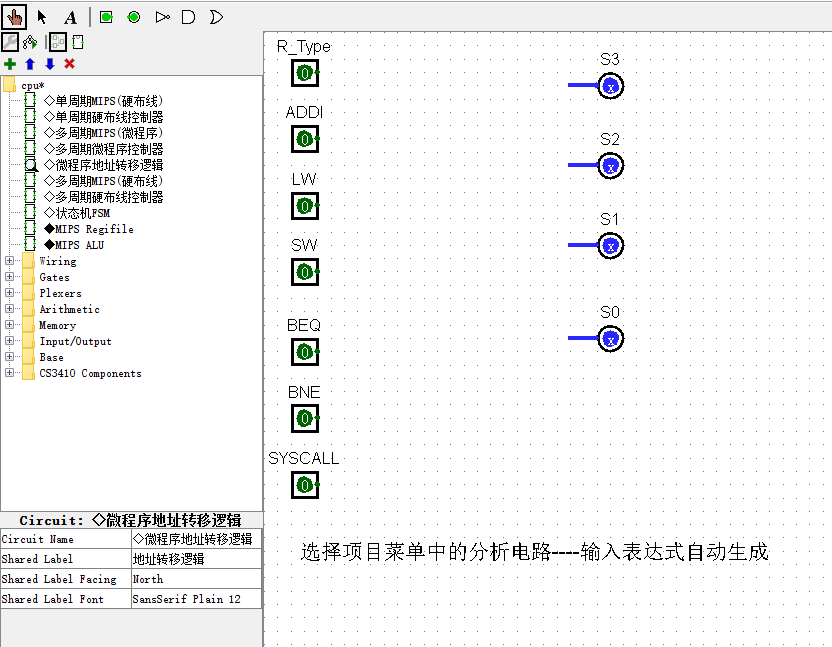 A
cpu*
◇单周期MIPS(硬布线)
◇单周期硬布线控制器
◇多周期MIPS(微程序)
◇多周期微程序控制器
◇微程序地址转移逻辑
◇多周期MIPS(硬布线)
◇多周期硬布线控制器
◇状态机FSM
◆MIPS Regifile
◆MIPS ALU
Wiring
Gates
Plexers
Arithmetic
Memory
Input/Output
Base
CS3410 Components
Circuit: ◇微程序地址转移逻辑
Circuit Name ◇微程序地址转移逻辑
Shared Label 地址转移逻辑
Shared Label Facing North
Shared Label Font SansSerif Plain 12
R_Type
0
ADDI
0
LW
0
SW
0
BEQ
0
BNE
0
SYSCALL
0
S3
x
S2
x
S1
x
S0
x
选择项目菜单中的分析电路----输入表达式自动生成